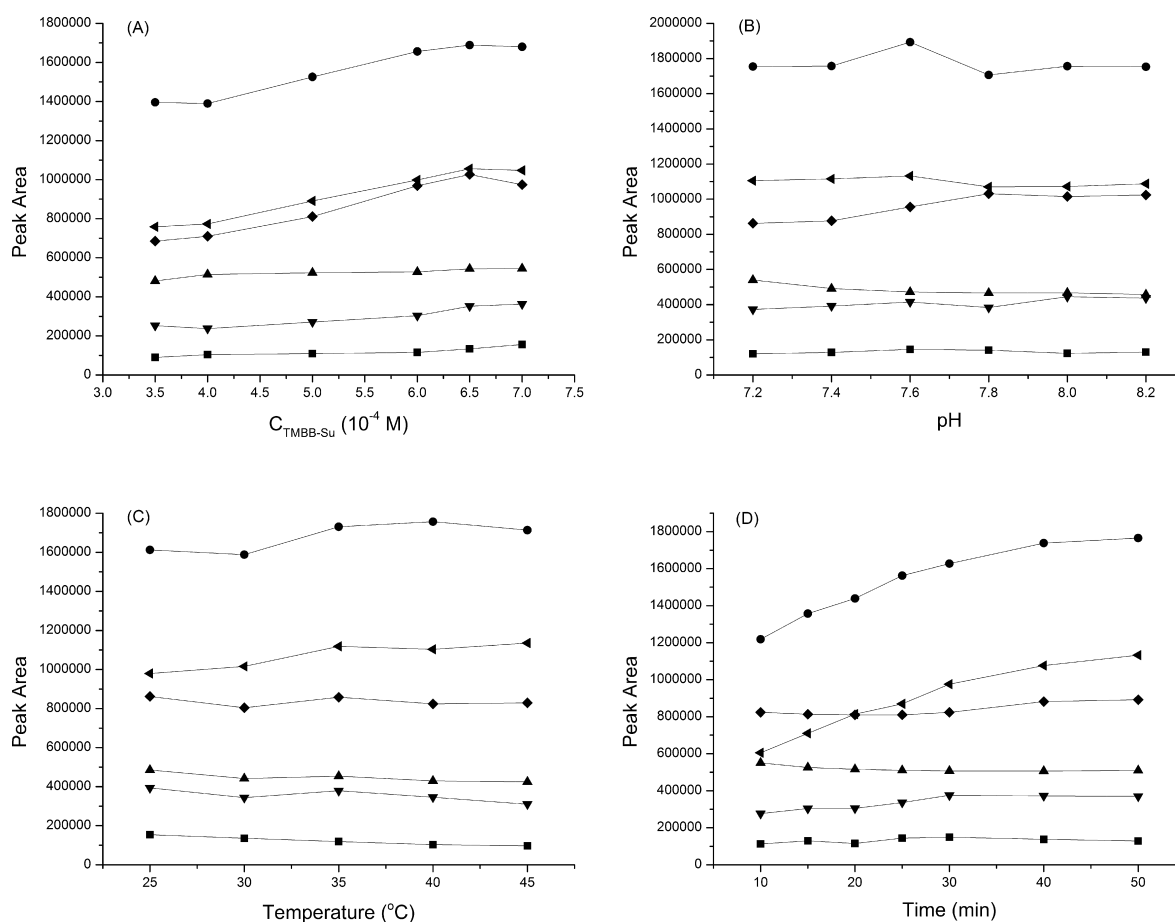 (A)
1800000
1600000
1400000
1200000
1000000
800000
600000
400000
200000
0
Peak Area
3.0 3.5 4.0 4.5 5.0 5.5 6.0 6.5 7.0 7.5
C_TMBB-Su (10^-4 M)
(B)
2000000
1800000
1600000
1400000
1200000
1000000
800000
600000
400000
200000
0
Peak Area
7.2 7.4 7.6 7.8 8.0 8.2
pH
(C)
1800000
1600000
1400000
1200000
1000000
800000
600000
400000
200000
0
Peak Area
25 30 35 40 45
Temperature (°C)
(D)
1800000
1600000
1400000
1200000
1000000
800000
600000
400000
200000
0
Peak Area
10 20 30 40 50
Time (min)